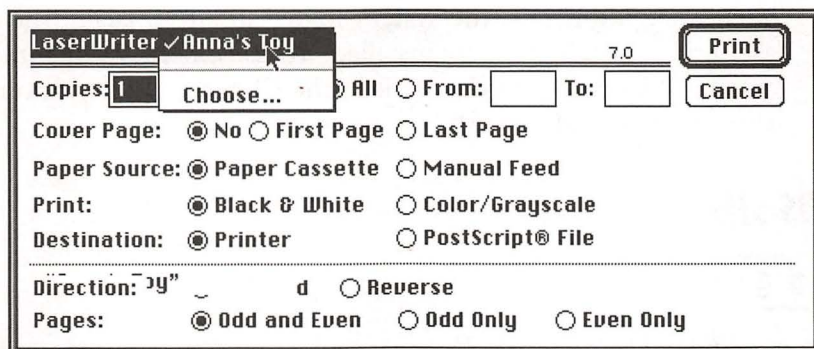 LaserWriter ✓Anna's Toy 7.0 Print
Copies: 1 All From: To: Cancel
Choose...
Cover Page: No First Page Last Page
Paper Source: Paper Cassette Manual Feed
Print: Black & White Color/Grayscale
Destination: Printer PostScript® File
Direction: d Reverse
Pages: Odd and Even Odd Only Even Only